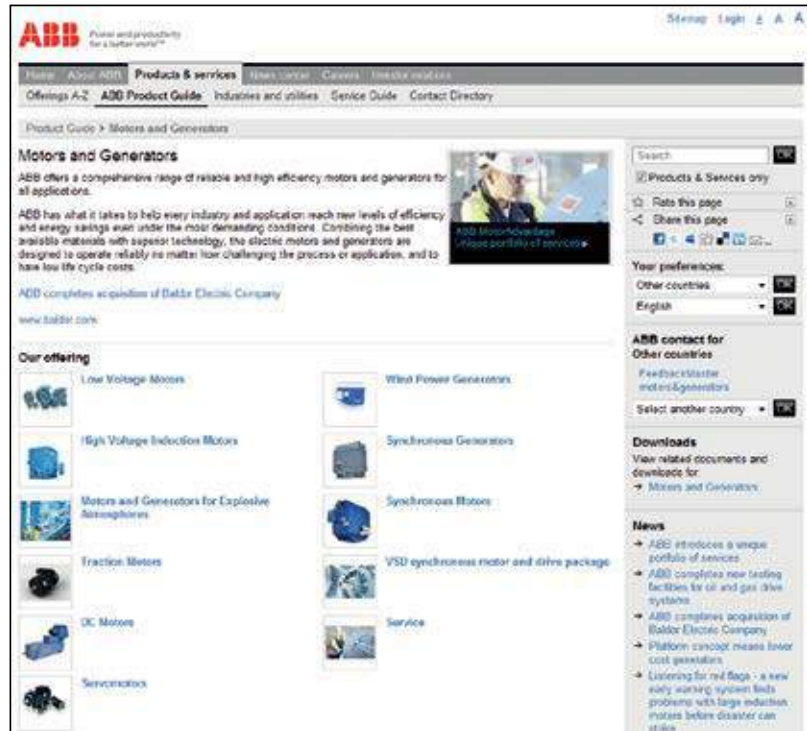 Sitemap Login A A A
ABB Power and productivity
for a better world™
Home About ABB Products & services News center Careers Investor relations
Offerings A-Z ABB Product Guide Industries and utilities Service Guide Contact Directory
Product Guide > Motors and Generators
Motors and Generators
ABB offers a comprehensive range of reliable and high efficiency motors and generators for
all applications.
ABB has what it takes to help every industry and application reach new levels of efficiency
and energy savings even under the most demanding conditions. Combining the best
available materials with superior technology, the electric motors and generators are
designed to operate reliably no matter how challenging the process or application, and to
have low life cycle costs.
ABB completes acquisition of Baldor Electric Company
www.baldor.com
ABB MotorAdvantage
Unique portfolio of services
Our offering
Low Voltage Motors
Wind Power Generators
High Voltage Induction Motors
Synchronous Generators
Motors and Generators for Explosive
Atmospheres
Synchronous Motors
Traction Motors
VSD synchronous motor and drive package
DC Motors
Service
Servomotors
Search OK
Products & Services only
Rate this page
Share this page
Your preferences:
Other countries OK
English OK
ABB contact for
Other countries
Feedback
motors&generators
Select another country OK
Downloads
View related documents and
downloads for
→ Motors and Generators
News
→ ABB introduces a unique
portfolio of services
→ ABB completes new testing
facilities for oil and gas drive
systems
→ ABB completes acquisition of
Baldor Electric Company
→ Platform concept means lower
cost generators
→ Listening for red flags - a new
early warning system finds
problems with large induction
motors before disaster can
strike